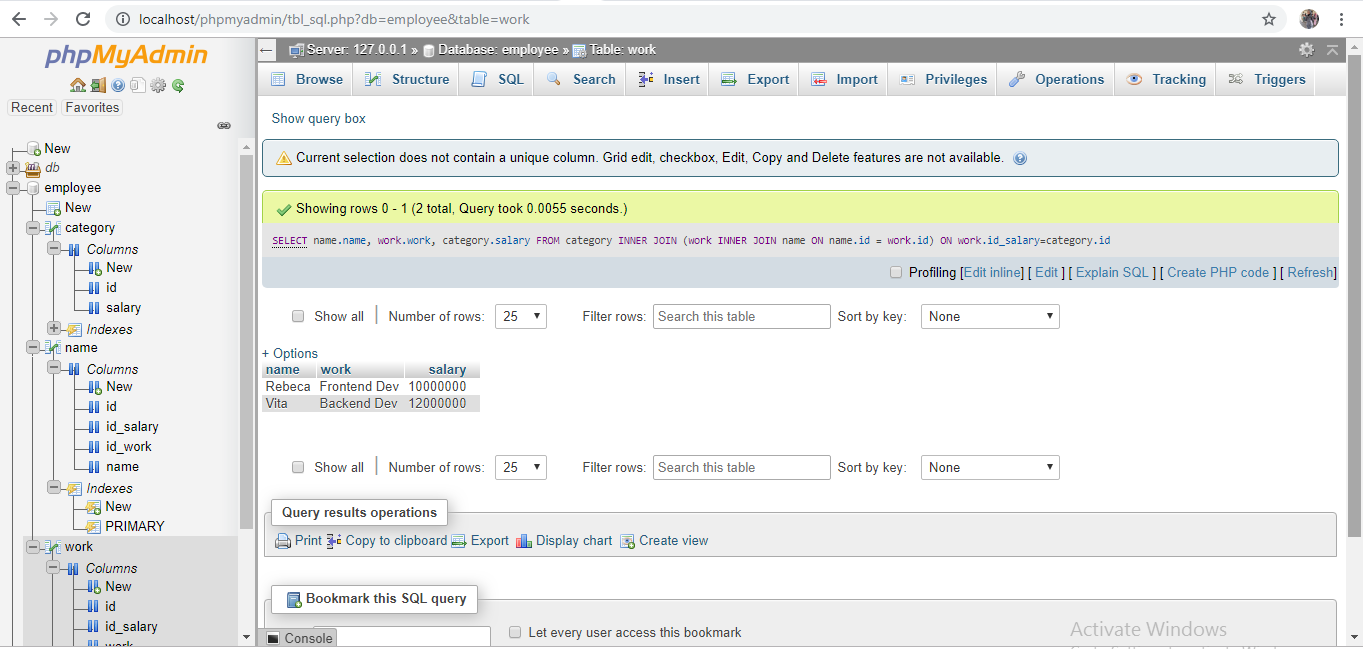 localhost/phpmyadmin/tbl_sql.php?db=employee&table=work
phpMyAdmin
Recent Favorites
New
db
employee
New
category
Columns
New
id
salary
Indexes
name
Columns
New
id
id_salary
id_work
name
Indexes
New
PRIMARY
work
Columns
New
id
id_salary
work
Server: 127.0.0.1 » Database: employee » Table: work
Browse Structure SQL Search Insert Export Import Privileges Operations Tracking Triggers
Show query box
Current selection does not contain a unique column. Grid edit, checkbox, Edit, Copy and Delete features are not available.
Showing rows 0 - 1 (2 total, Query took 0.0055 seconds.)
SELECT name.name, work.work, category.salary FROM category INNER JOIN (work INNER JOIN name ON name.id = work.id) ON work.id_salary=category.id
Profiling [Edit inline] [ Edit ] [ Explain SQL ] [ Create PHP code ] [ Refresh]
Show all Number of rows: 25 Filter rows: Search this table Sort by key: None
+ Options
name work salary
Rebeca Frontend Dev 10000000
Vita Backend Dev 12000000
Show all Number of rows: 25 Filter rows: Search this table Sort by key: None
Query results operations
Print Copy to clipboard Export Display chart Create view
Bookmark this SQL query
Let every user access this bookmark
Console
Activate Windows